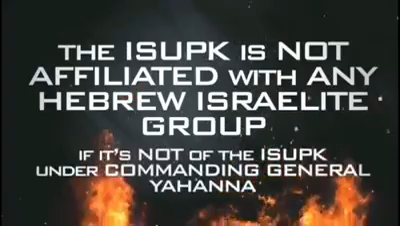 THE ISUPK IS NOT
AFFILIATED WITH ANY
HEBREW ISRAELITE
GROUP
IF IT'S NOT OF THE ISUPK
UNDER COMMANDING GENERAL
YAHANNA